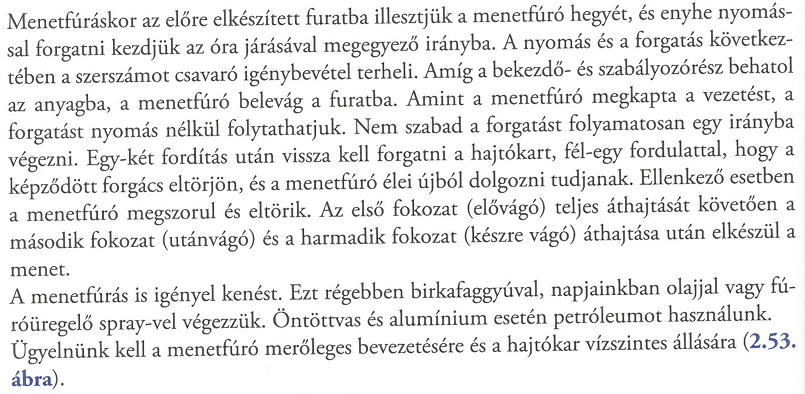 Menetfúráskor az előre elkészített furatba illesztjük a menetfúró hegyét, és enyhe nyomás-
sal forgatni kezdjük az óra járásával megegyező irányba. A nyomás és a forgatás következ-
tében a szerszámot csavaró igénybevétel terheli. Amíg a bekezdő- és szabályozórész behatol
az anyagba, a menetfúró belevág a furatba. Amint a menetfúró megkapta a vezetést, a
forgatást nyomás nélkül folytathatjuk. Nem szabad a forgatást folyamatosan egy irányba
végezni. Egy-két fordítás után vissza kell forgatni a hajtókart, fél-egy fordulattal, hogy a
képződött forgács eltörjön, és a menetfúró élei újból dolgozni tudjanak. Ellenkező esetben
a menetfúró megszorul és eltörik. Az első fokozat (elővágó) teljes áthajtását követően a
második fokozat (utánvágó) és a harmadik fokozat (készre vágó) áthajtása után elkészül a
menet.
A menetfúrás is igényel kenést. Ezt régebben birkafaggyúval, napjainkban olajjal vagy fú-
róüregelő spray-vel végezzük. Öntöttvas és alumínium esetén petróleumot használunk.
Ügyelnünk kell a menetfúró merőleges bevezetésére és a hajtókar vízszintes állására (2.53.
ábra).